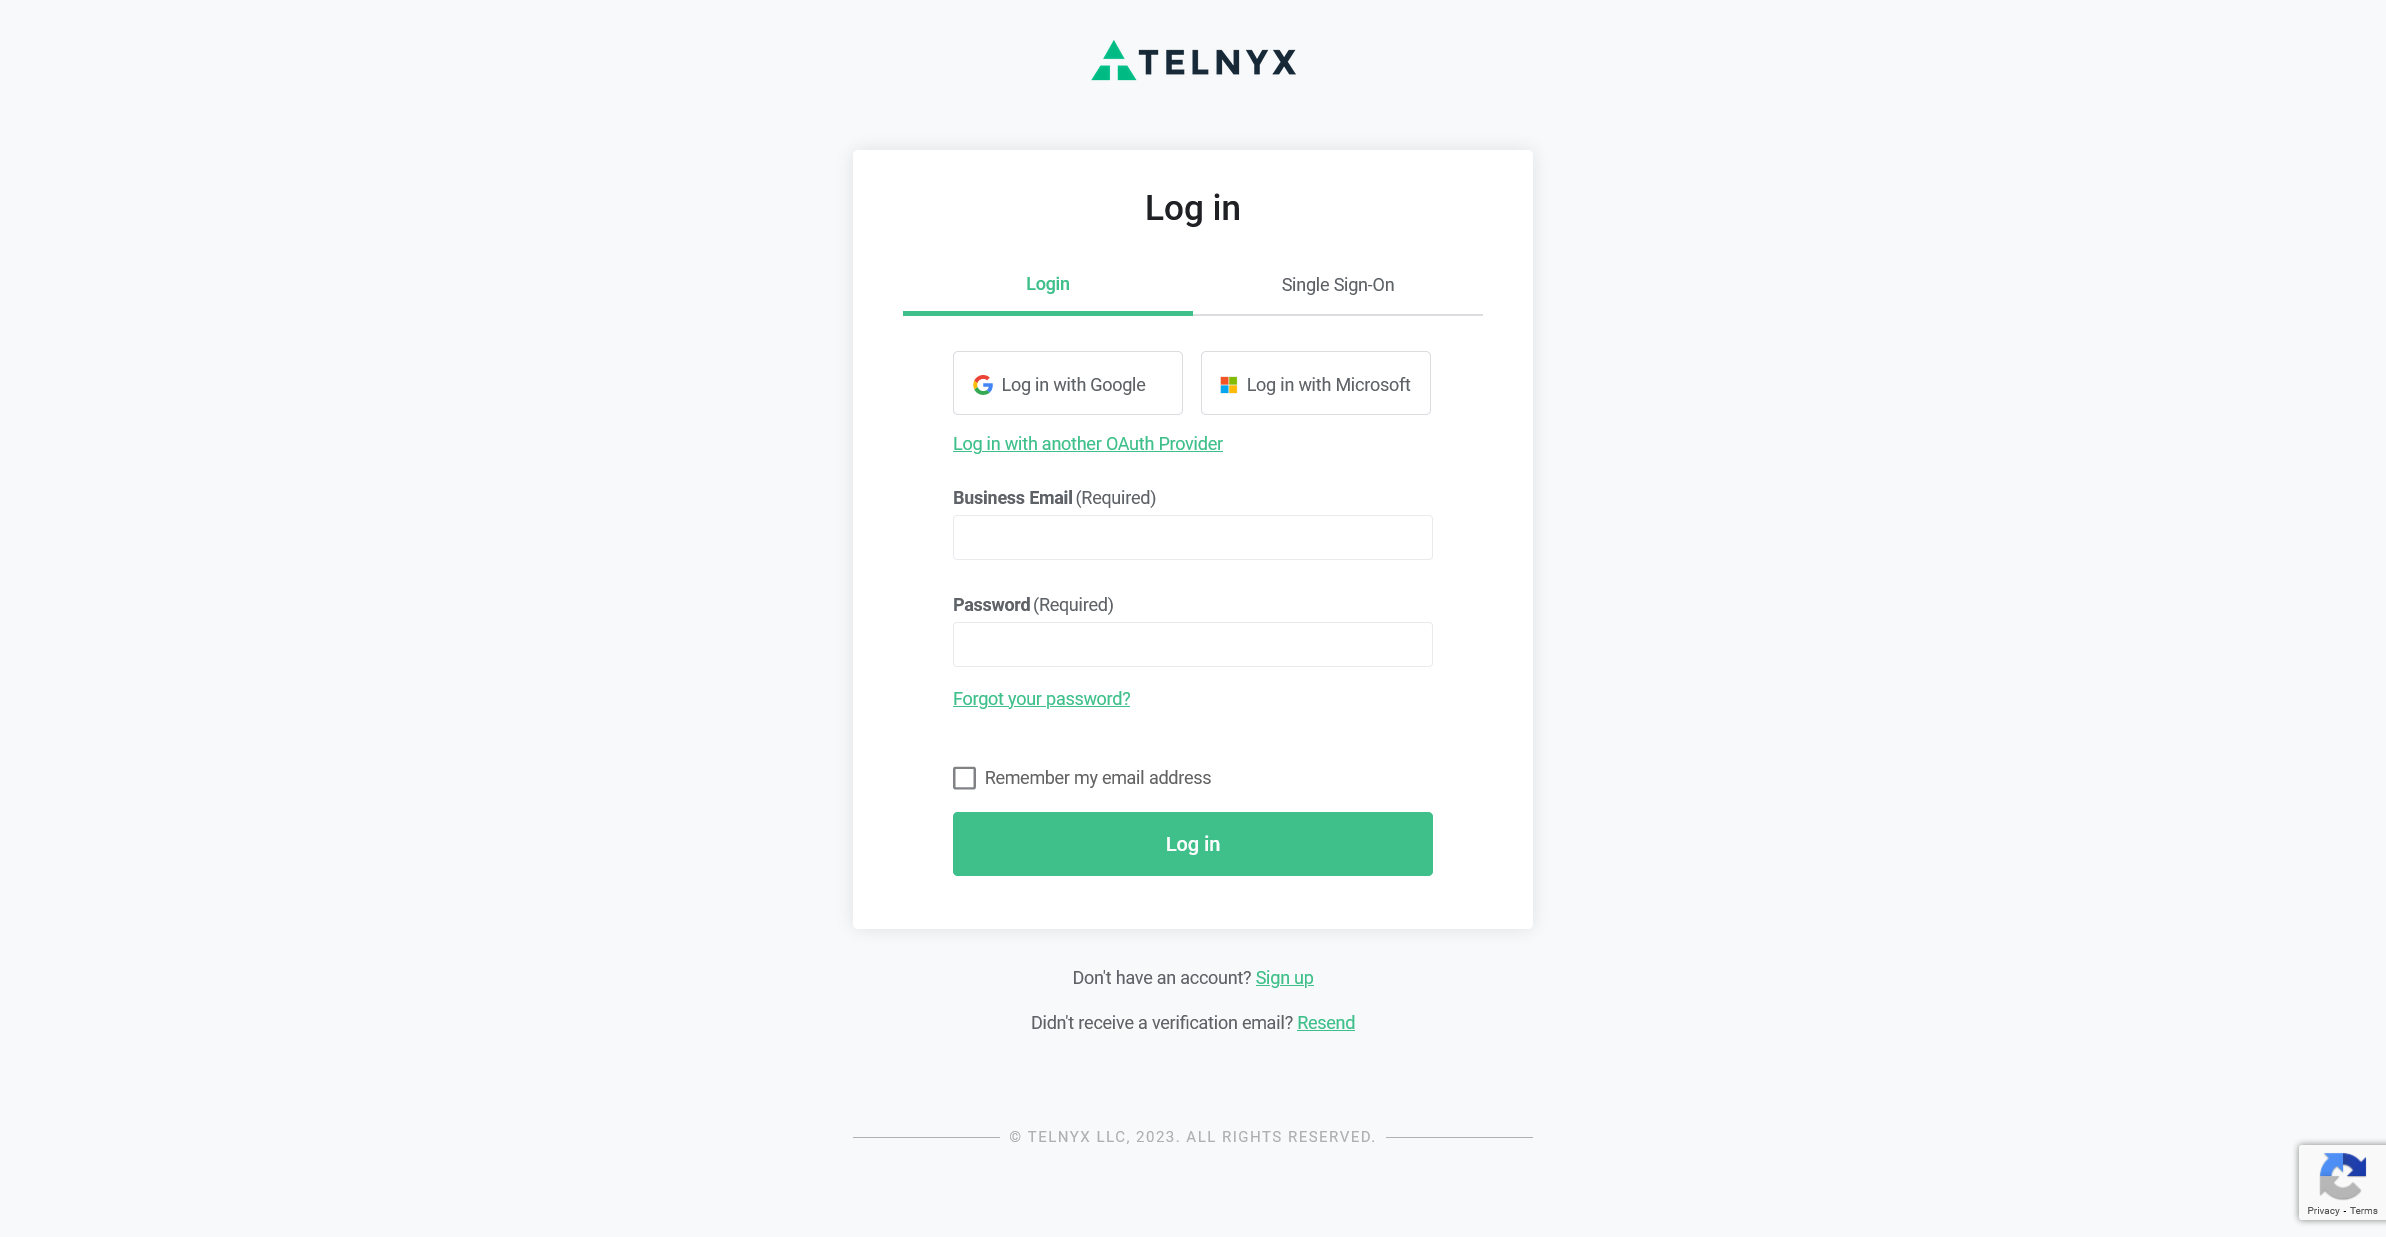 TELNYX
Log in
Login
Single Sign-On
Log in with Google
Log in with Microsoft
Log in with another OAuth Provider
Business Email (Required)
Password (Required)
Forgot your password?
Remember my email address
Log in
Don't have an account? Sign up
Didn't receive a verification email? Resend
© TELNYX LLC, 2023. ALL RIGHTS RESERVED.
Privacy - Terms